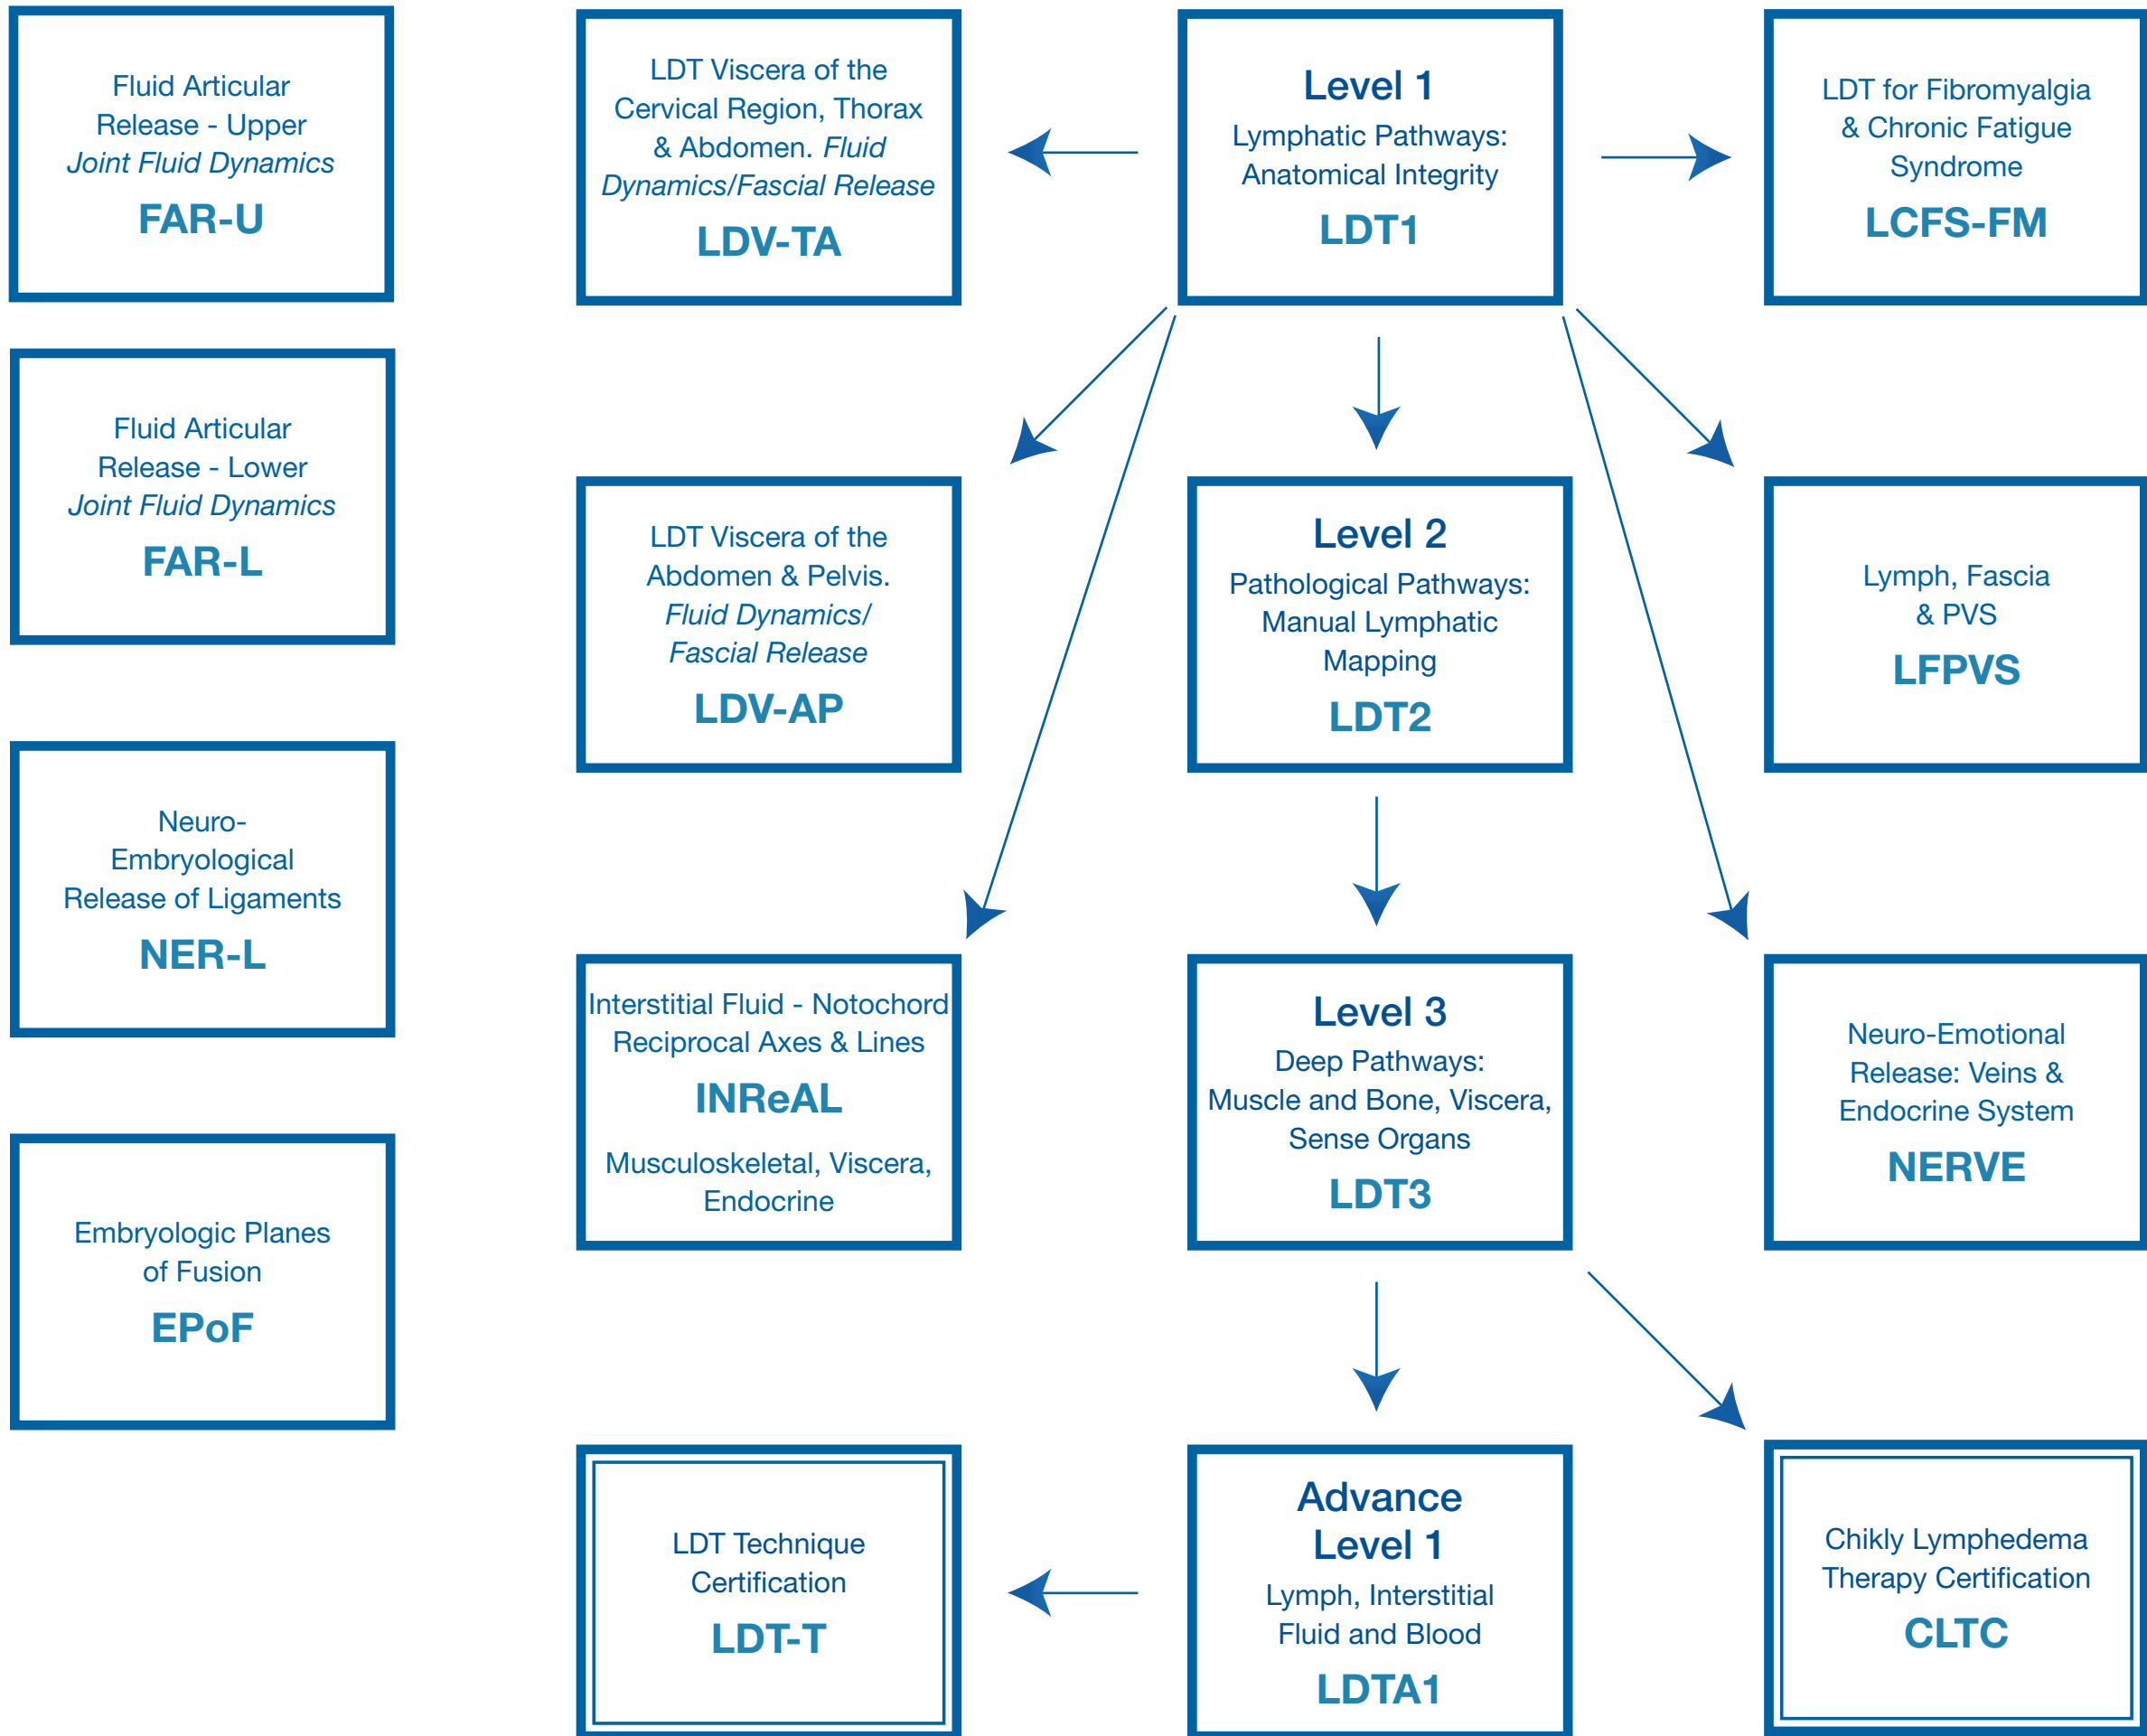 Fluid Articular
Release - Upper
Joint Fluid Dynamics
FAR-U
LDT Viscera of the
Cervical Region, Thorax
& Abdomen. Fluid
Dynamics/Fascial Release
LDV-TA
Level 1
Lymphatic Pathways:
Anatomical Integrity
LDT1
LDT for Fibromyalgia
& Chronic Fatigue
Syndrome
LCFS-FM
Fluid Articular
Release - Lower
Joint Fluid Dynamics
FAR-L
LDT Viscera of the
Abdomen & Pelvis.
Fluid Dynamics/
Fascial Release
LDV-AP
Level 2
Pathological Pathways:
Manual Lymphatic
Mapping
LDT2
Lymph, Fascia
& PVS
LFPVS
Neuro-
Embryological
Release of Ligaments
NER-L
Interstitial Fluid - Notochord
Reciprocal Axes & Lines
INReAL
Musculoskeletal, Viscera,
Endocrine
Level 3
Deep Pathways:
Muscle and Bone, Viscera,
Sense Organs
LDT3
Neuro-Emotional
Release: Veins &
Endocrine System
NERVE
Embryologic Planes
of Fusion
EPoF
LDT Technique
Certification
LDT-T
Advance
Level 1
Lymph, Interstitial
Fluid and Blood
LDTA1
Chikly Lymphedema
Therapy Certification
CLTC